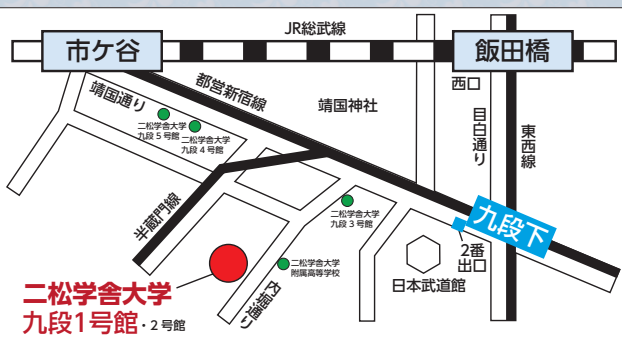 JR総武線
市ケ谷
飯田橋
西口
靖国通り
都営新宿線
靖国神社
目白通り
東西線
二松学舎大学
九段5号館
二松学舎大学
九段4号館
半蔵門線
二松学舎大学
九段3号館
九段下
2番
出口
二松学舎大学
附属高等学校
内堀通り
日本武道館
二松学舎大学
九段1号館・2号館